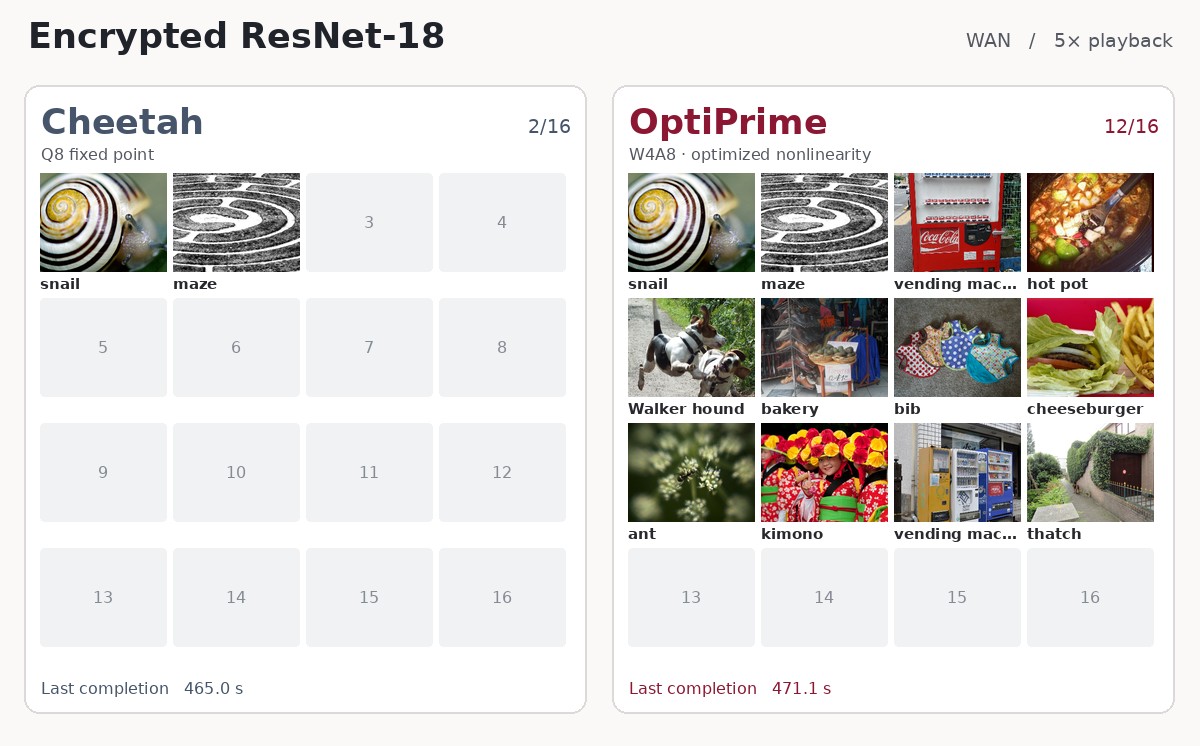 Encrypted ResNet-18
WAN / 5× playback
Cheetah
2/16
Q8 fixed point
snail
maze
3
4
5
6
7
8
9
10
11
12
13
14
15
16
Last completion 465.0 s
OptiPrime
12/16
W4A8 · optimized nonlinearity
Coca-Cola
snail
maze
vending mac...
hot pot
Walker hound
bakery
bib
cheeseburger
ant
kimono
vending mac...
thatch
13
14
15
16
Last completion 471.1 s